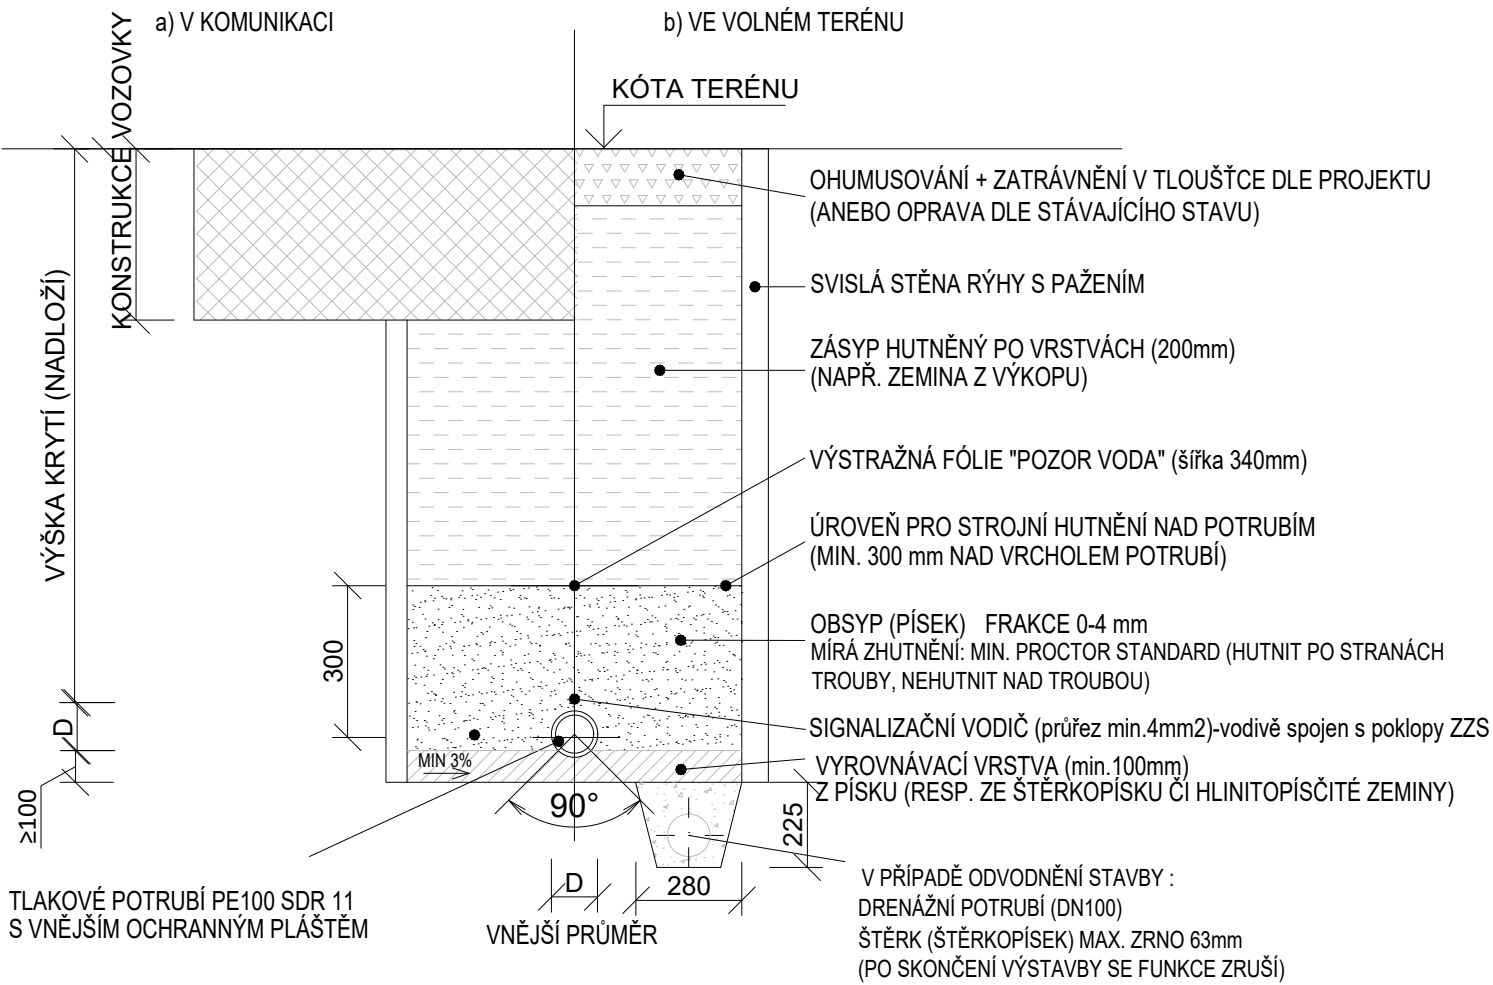 a) V KOMUNIKACI
b) VE VOLNÉM TERÉNU
KONSTRUKCE VOZOVKY
KÓTA TERÉNU
OHUMUSOVÁNÍ + ZATRÁVNĚNÍ V TLOUŠŤCE DLE PROJEKTU
(ANEBO OPRAVA DLE STÁVAJÍCÍHO STAVU)
SVISLÁ STĚNA RÝHY S PAŽENÍM
VÝŠKA KRYTÍ (NADLOŽÍ)
ZÁSYP HUTNĚNÝ PO VRSTVÁCH (200mm)
(NAPŘ. ZEMINA Z VÝKOPU)
VÝSTRAŽNÁ FÓLIE "POZOR VODA" (šířka 340mm)
ÚROVEŇ PRO STROJNÍ HUTNĚNÍ NAD POTRUBÍM
(MIN. 300 mm NAD VRCHOLEM POTRUBÍ)
300
OBSYP (PÍSEK) FRAKCE 0-4 mm
MÍRÁ ZHUTNĚNÍ: MIN. PROCTOR STANDARD (HUTNIT PO STRANÁCH
TROUBY, NEHUTNIT NAD TROUBOU)
D
SIGNALIZAČNÍ VODIČ (průřez min.4mm2)-vodivě spojen s poklopy ZZS
MIN 3%
VYROVNÁVACÍ VRSTVA (min.100mm)
Z PÍSKU (RESP. ZE ŠTĚRKOPÍSKU ČI HLINITOPÍSČITÉ ZEMINY)
≥100
90°
225
D
280
TLAKOVÉ POTRUBÍ PE100 SDR 11
S VNĚJŠÍM OCHRANNÝM PLÁŠTĚM
VNĚJŠÍ PRŮMĚR
V PŘÍPADĚ ODVODNĚNÍ STAVBY :
DRENÁŽNÍ POTRUBÍ (DN100)
ŠTĚRK (ŠTĚRKOPÍSEK) MAX. ZRNO 63mm
(PO SKONČENÍ VÝSTAVBY SE FUNKCE ZRUŠÍ)